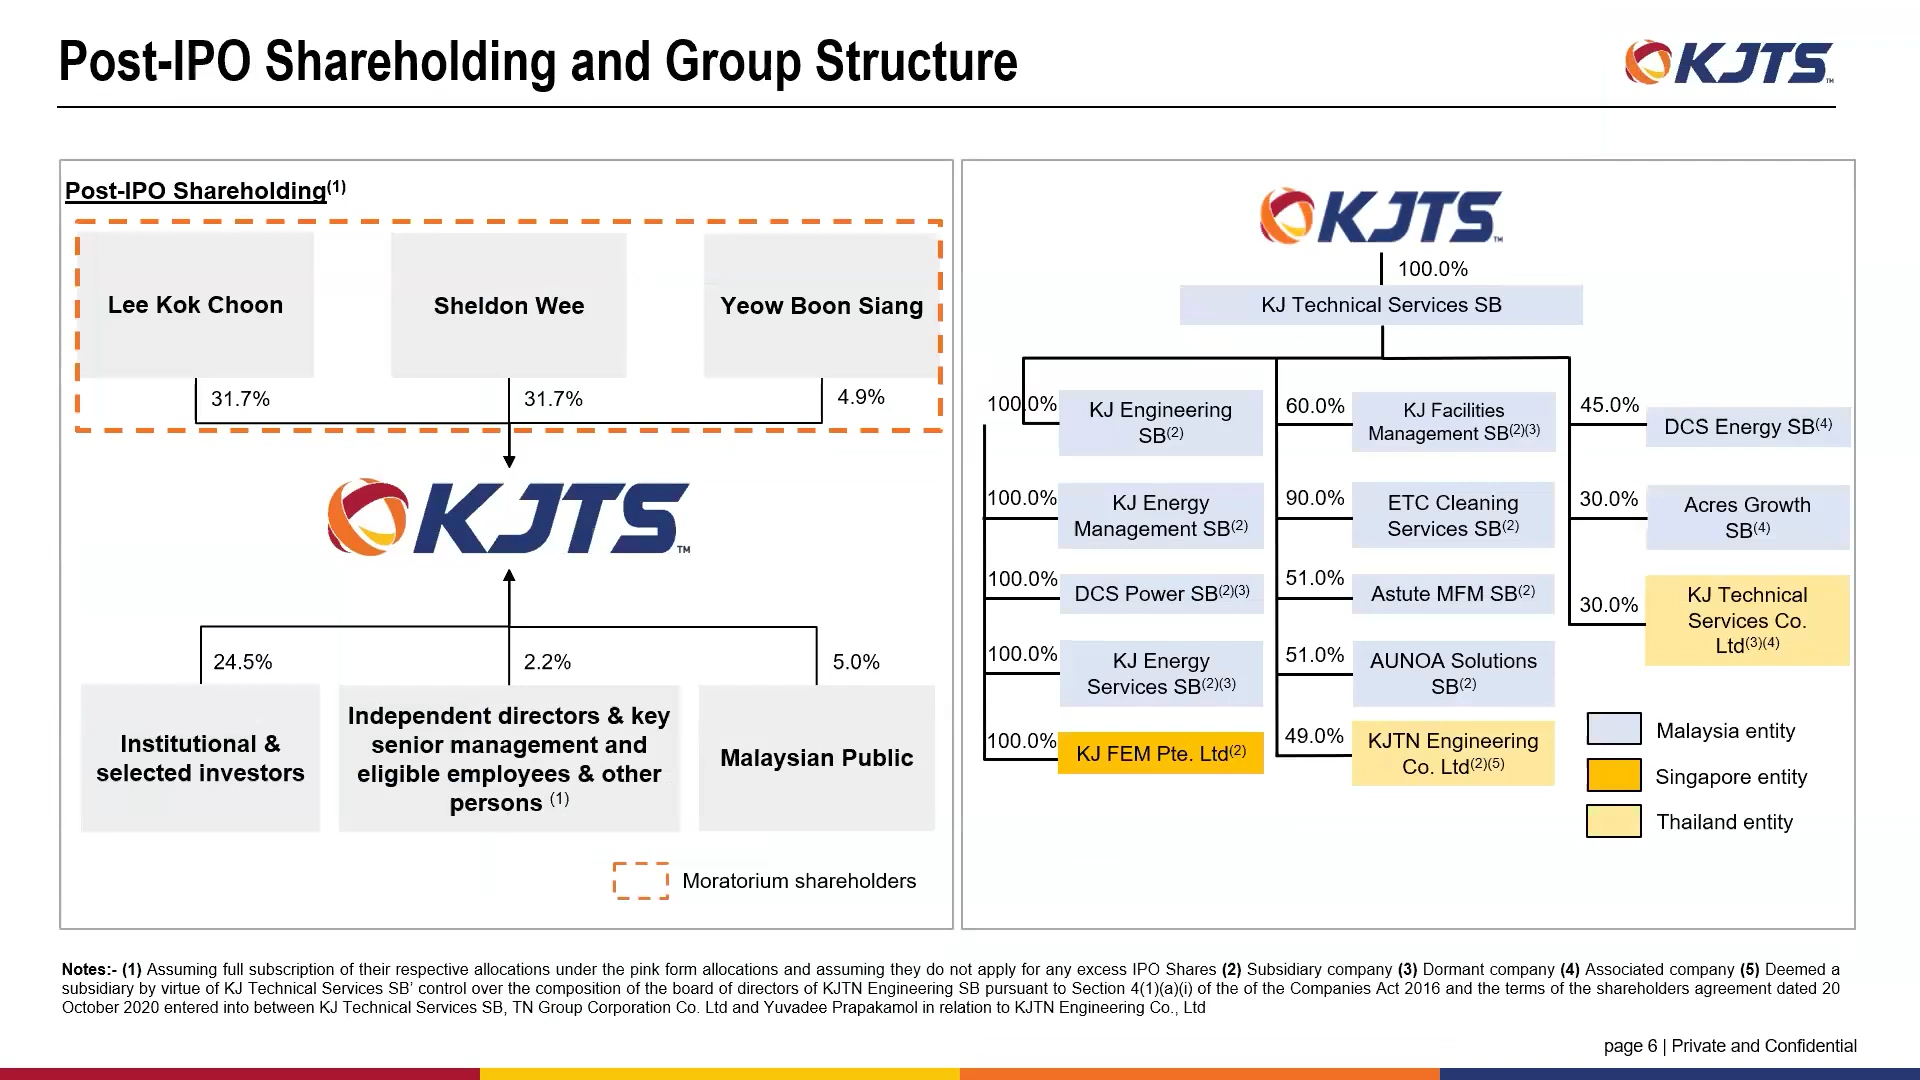 Post-IPO Shareholding and Group Structure
KJTS™
Post-IPO Shareholding(1)
Lee Kok Choon
Sheldon Wee
Yeow Boon Siang
31.7%
31.7%
4.9%
KJTS™
24.5%
2.2%
5.0%
Institutional &
selected investors
Independent directors & key
senior management and
eligible employees & other
persons (1)
Malaysian Public
Moratorium shareholders
KJTS™
100.0%
KJ Technical Services SB
100.0%
KJ Engineering
SB(2)
100.0%
KJ Energy
Management SB(2)
100.0%
DCS Power SB(2)(3)
100.0%
KJ Energy
Services SB(2)(3)
100.0%
KJ FEM Pte. Ltd(2)
60.0%
KJ Facilities
Management SB(2)(3)
90.0%
ETC Cleaning
Services SB(2)
51.0%
Astute MFM SB(2)
51.0%
AUNOA Solutions
SB(2)
49.0%
KJTN Engineering
Co. Ltd(2)(5)
45.0%
DCS Energy SB(4)
30.0%
Acres Growth
SB(4)
30.0%
KJ Technical
Services Co.
Ltd(3)(4)
Malaysia entity
Singapore entity
Thailand entity
Notes:- (1) Assuming full subscription of their respective allocations under the pink form allocations and assuming they do not apply for any excess IPO Shares (2) Subsidiary company (3) Dormant company (4) Associated company (5) Deemed a
subsidiary by virtue of KJ Technical Services SB' control over the composition of the board of directors of KJTN Engineering SB pursuant to Section 4(1)(a)(i) of the of the Companies Act 2016 and the terms of the shareholders agreement dated 20
October 2020 entered into between KJ Technical Services SB, TN Group Corporation Co. Ltd and Yuvadee Prapakamol in relation to KJTN Engineering Co., Ltd
page 6 | Private and Confidential